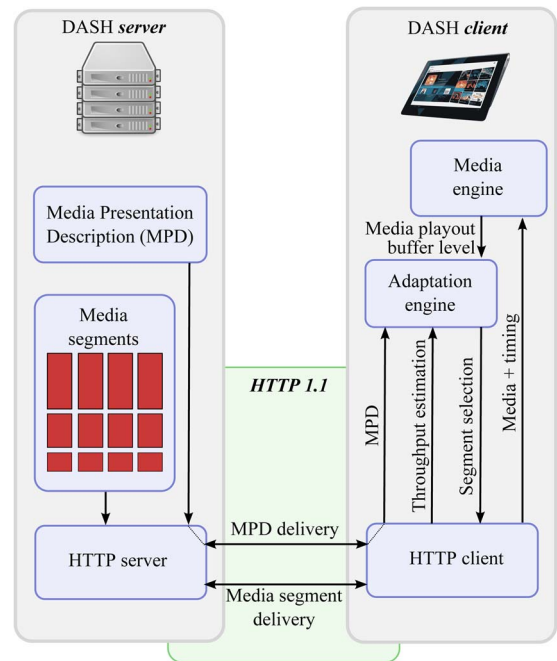 DASH server
DASH client
Media
engine
Media Presentation
Description (MPD)
Media playout
buffer level
Adaptation
engine
Media
segments
HTTP 1.1
MPD
Throughput estimation
Segment selection
Media + timing
MPD delivery
HTTP server
HTTP client
Media segment
delivery